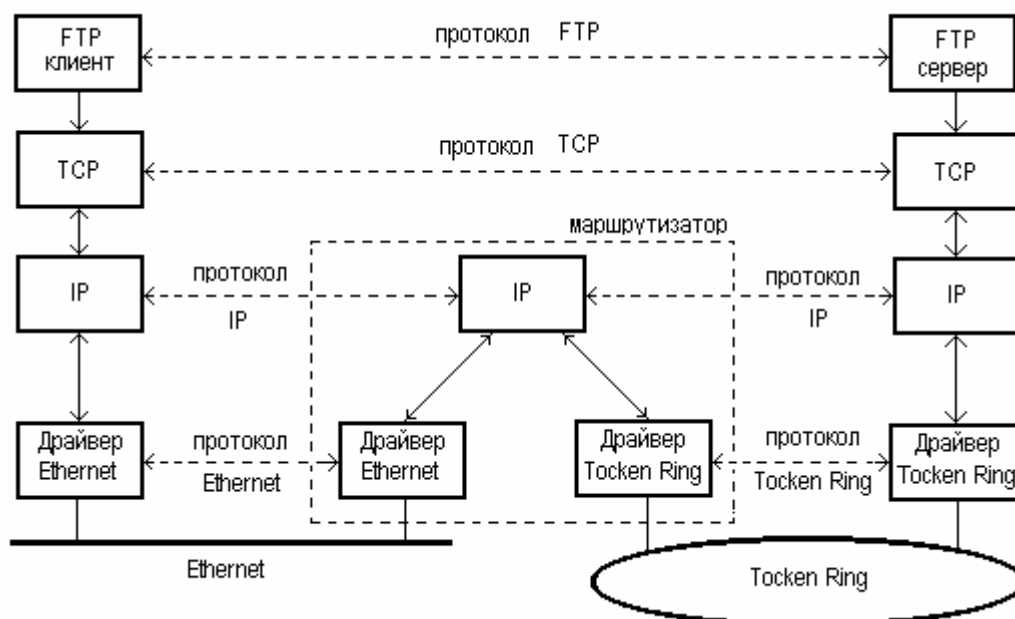 FTP
клиент
протокол FTP
FTP
сервер
TCP
протокол TCP
TCP
маршрутизатор
IP
протокол
IP
IP
протокол
IP
IP
Драйвер
Ethernet
протокол
Ethernet
Драйвер
Ethernet
Драйвер
Tocken Ring
протокол
Tocken Ring
Драйвер
Tocken Ring
Ethernet
Tocken Ring